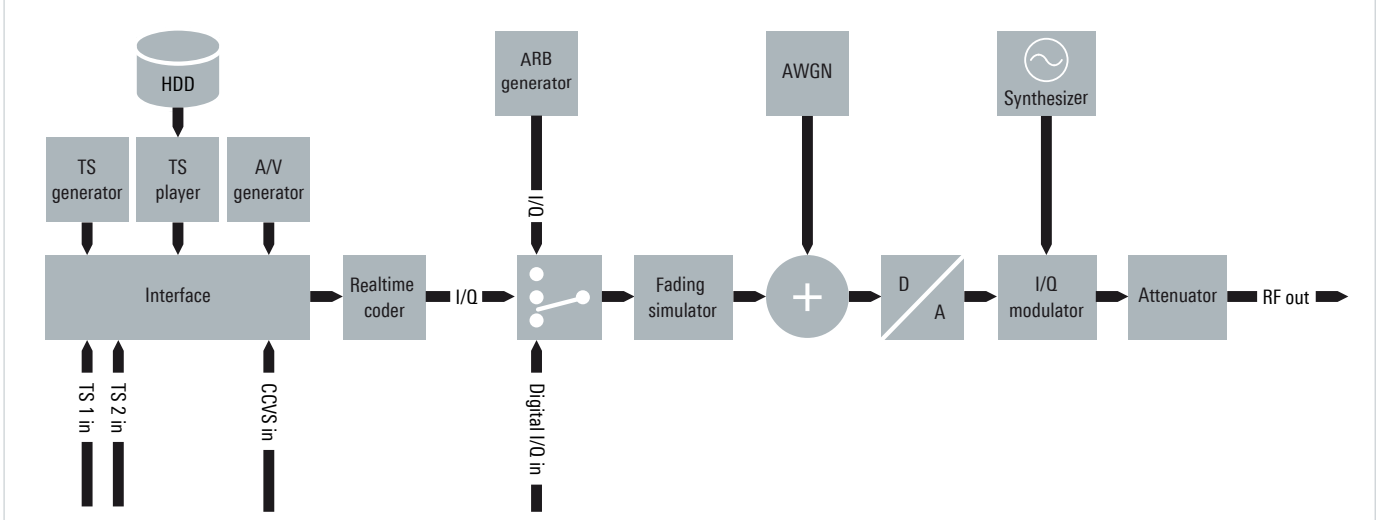 HDD
ARB
generator
AWGN
Synthesizer
TS
generator
TS
player
A/V
generator
I/Q
Interface
Realtime
coder
I/Q
Fading
simulator
+
D
A
I/Q
modulator
Attenuator
RF out
TS 1 in
TS 2 in
CCVS in
Digital I/Q in